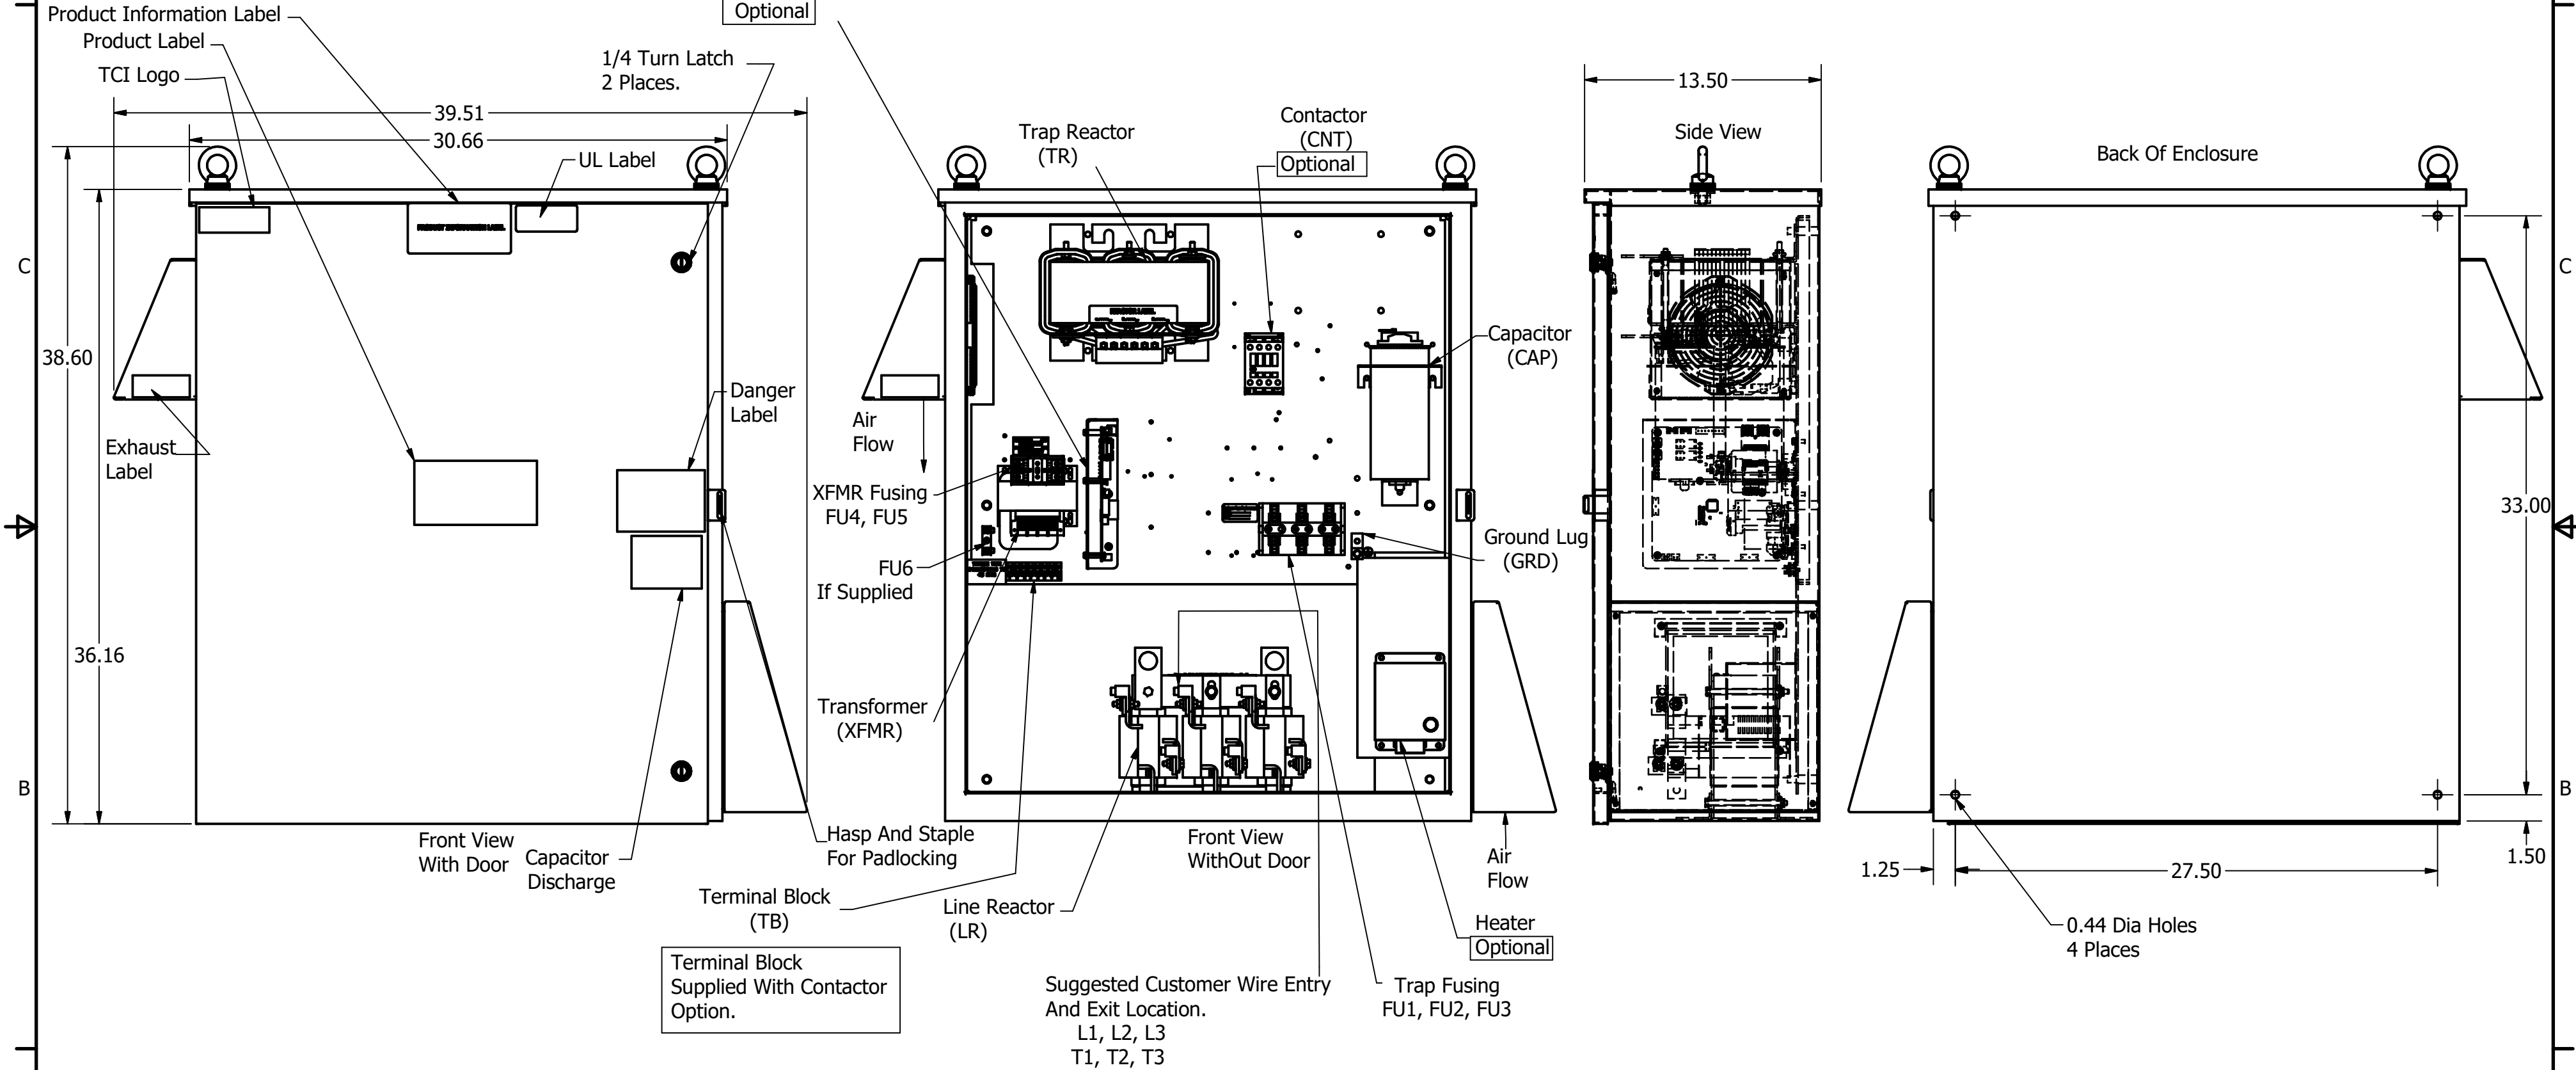 Product Information Label
Product Label
TCI Logo
Optional
1/4 Turn Latch
2 Places.
39.51
30.66
UL Label
38.60
36.16
PRODUCT INFORMATION LABEL
Exhaust
Label
Danger
Label
Front View
With Door
Capacitor
Discharge
Hasp And Staple
For Padlocking
Trap Reactor
(TR)
Contactor
(CNT)
Optional
Capacitor
(CAP)
Air
Flow
XFMR Fusing
FU4, FU5
FU6
If Supplied
Ground Lug
(GRD)
Transformer
(XFMR)
Terminal Block
(TB)
Terminal Block
Supplied With Contactor
Option.
Line Reactor
(LR)
Front View
WithOut Door
Air
Flow
Heater
Optional
Suggested Customer Wire Entry
And Exit Location.
L1, L2, L3
T1, T2, T3
Trap Fusing
FU1, FU2, FU3
13.50
Side View
Back Of Enclosure
33.00
1.50
1.25
27.50
0.44 Dia Holes
4 Places
C
B
C
B